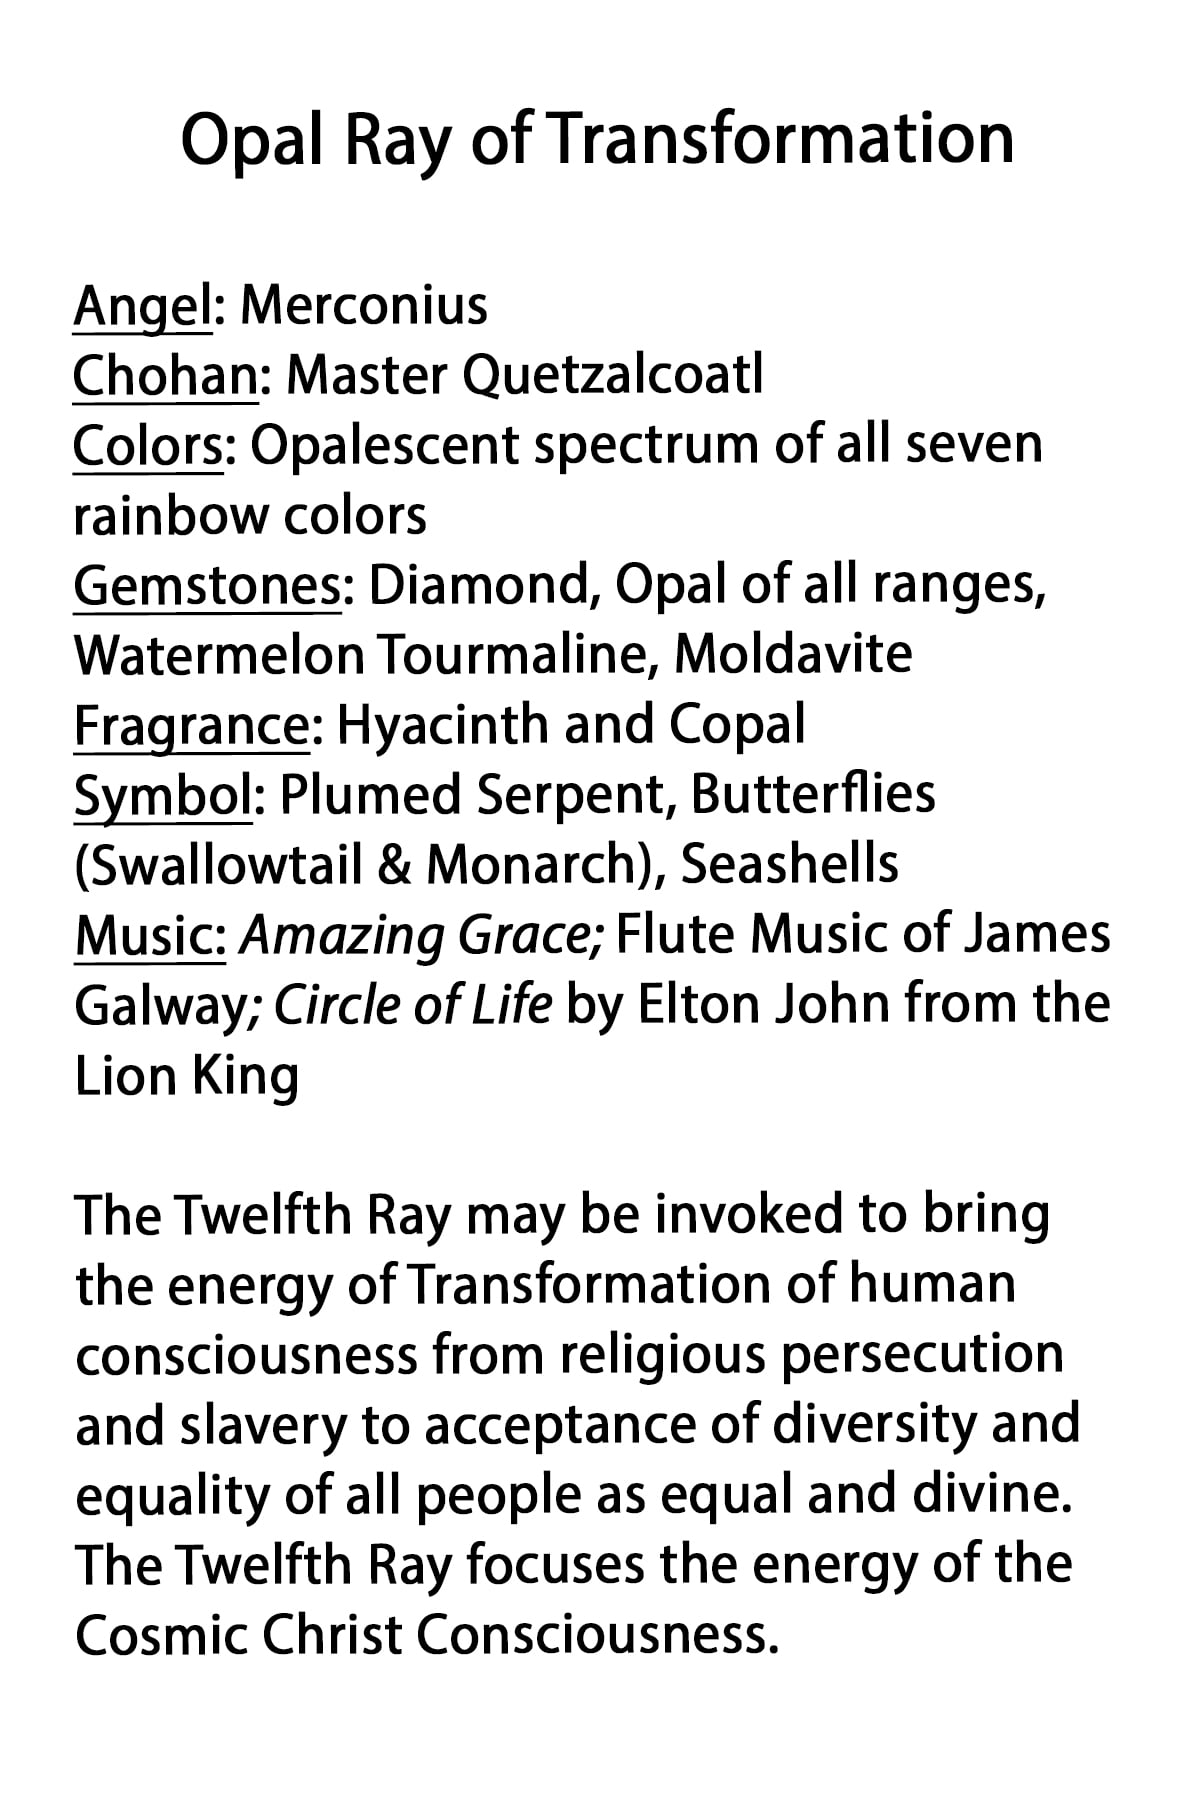 Opal Ray of Transformation
Angel: Merconius
Chohan: Master Quetzalcoatl
Colors: Opalescent spectrum of all seven
rainbow colors
Gemstones: Diamond, Opal of all ranges,
Watermelon Tourmaline, Moldavite
Fragrance: Hyacinth and Copal
Symbol: Plumed Serpent, Butterflies
(Swallowtail & Monarch), Seashells
Music: Amazing Grace; Flute Music of James
Galway; Circle of Life by Elton John from the
Lion King
The Twelfth Ray may be invoked to bring
the energy of Transformation of human
consciousness from religious persecution
and slavery to acceptance of diversity and
equality of all people as equal and divine.
The Twelfth Ray focuses the energy of the
Cosmic Christ Consciousness.